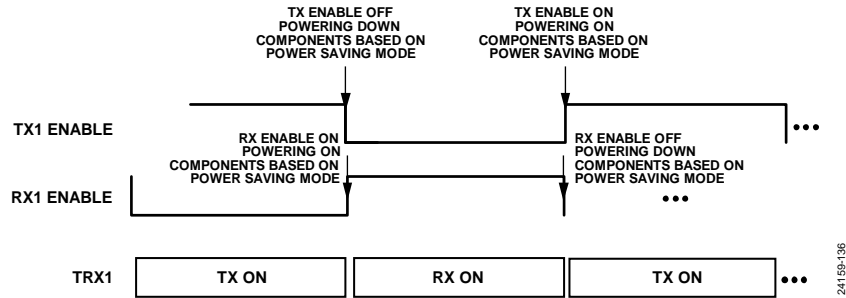 TX ENABLE OFF
POWERING DOWN
COMPONENTS BASED ON
POWER SAVING MODE
TX ENABLE ON
POWERING ON
COMPONENTS BASED ON
POWER SAVING MODE
TX1 ENABLE
RX ENABLE ON
POWERING ON
COMPONENTS BASED ON
POWER SAVING MODE
RX ENABLE OFF
POWERING DOWN
COMPONENTS BASED ON
POWER SAVING MODE
RX1 ENABLE
TRX1
TX ON
RX ON
TX ON
24159-136